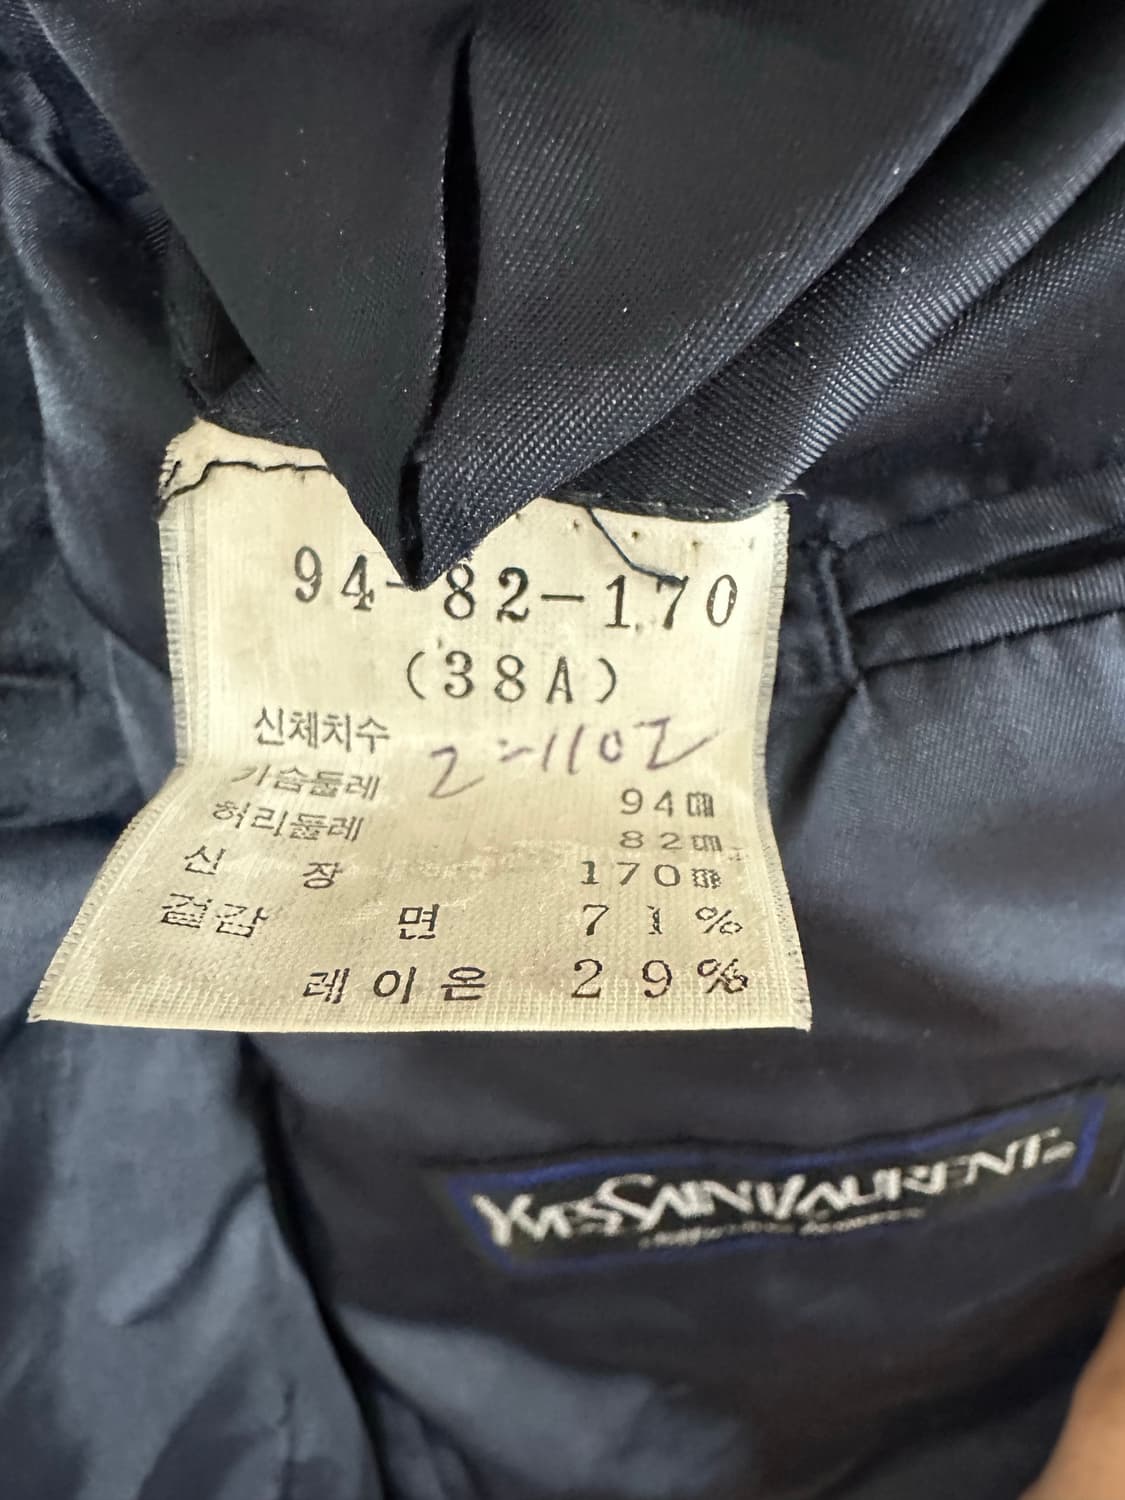 94-82-170
(38A)
신체치수
가슴둘레 94㎝
허리둘레 82㎝
신 장 170㎝
겉감 면 71%
레이온 29%
YVES SAINT LAURENT